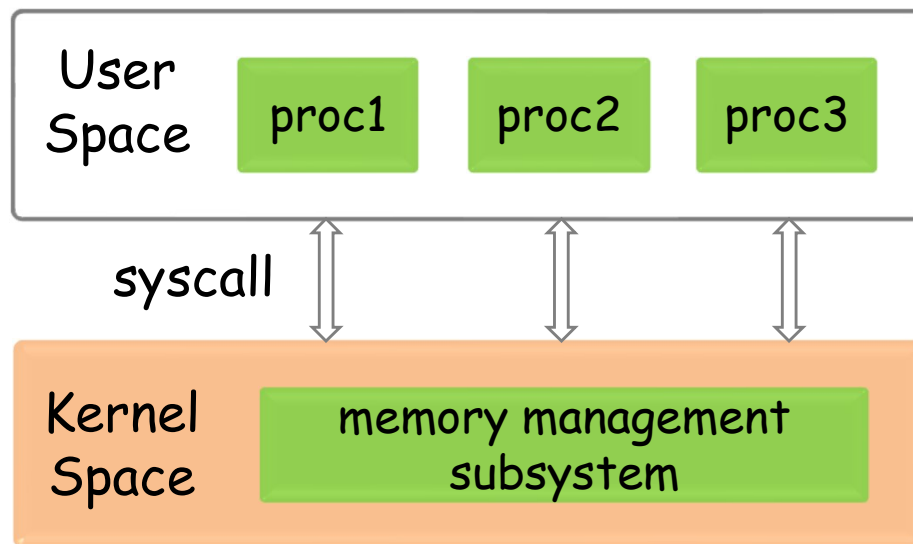 User
Space
proc1
proc2
proc3
syscall
Kernel
Space
memory management
subsystem